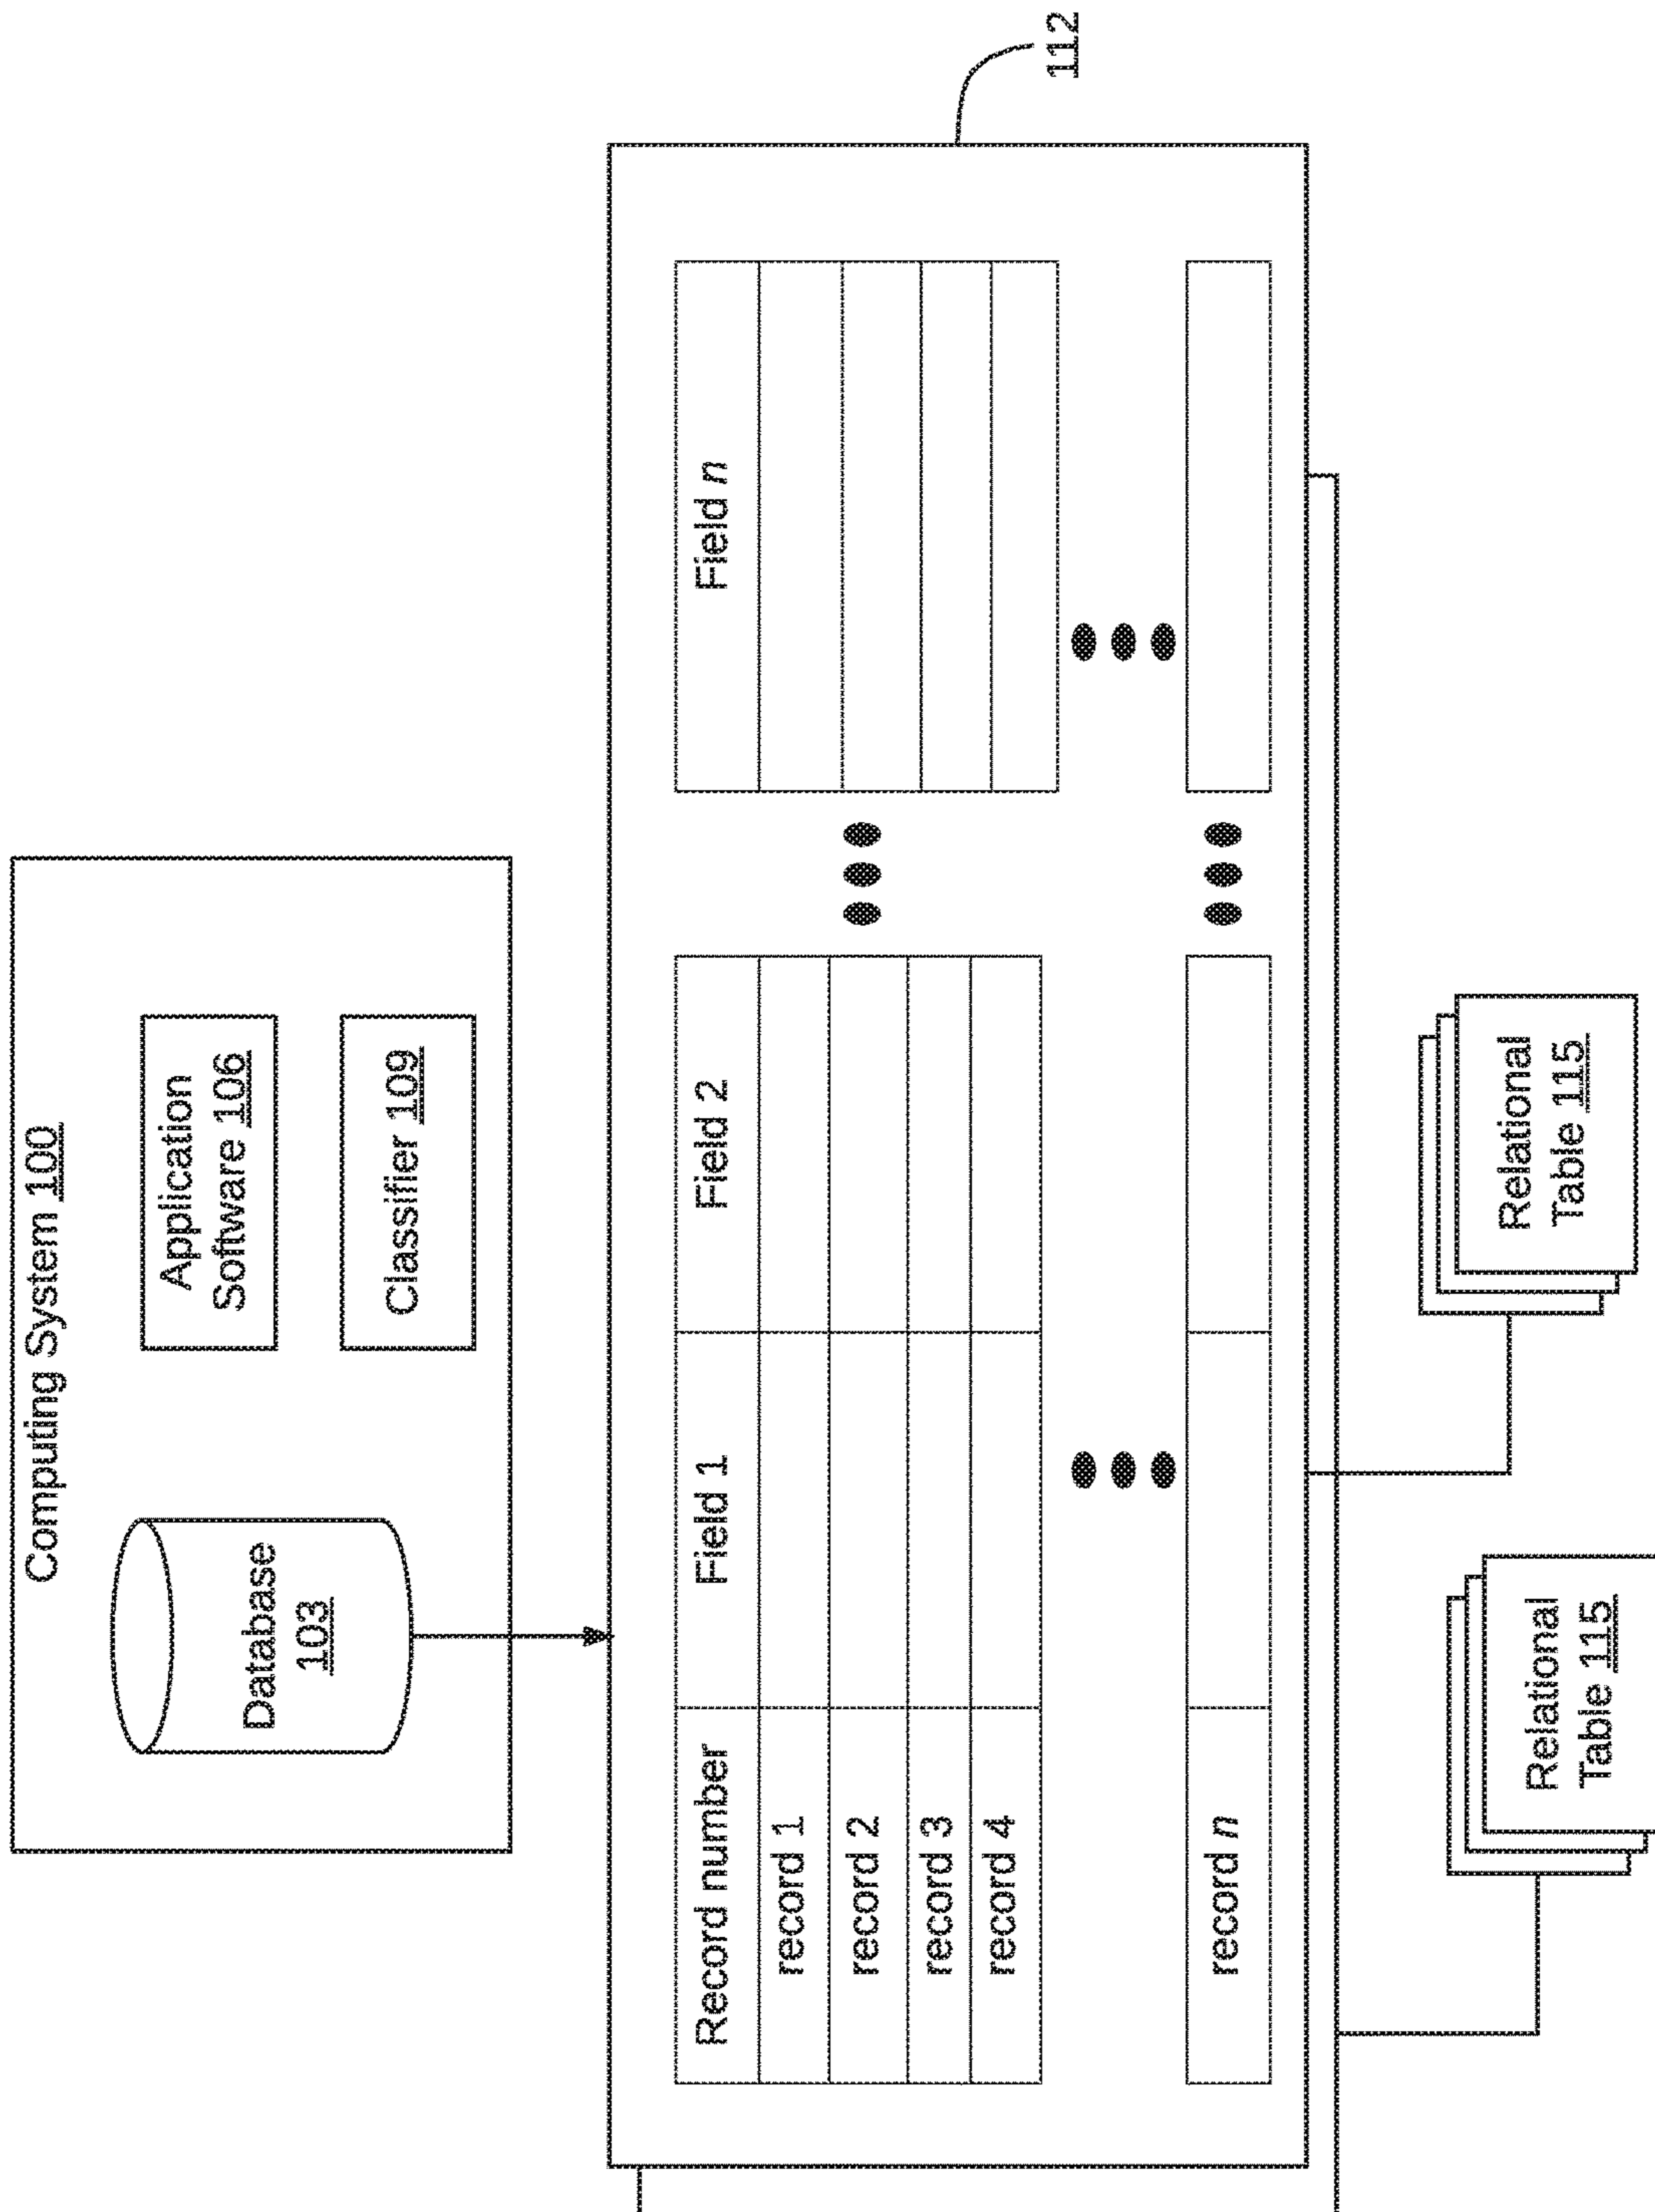 Computing System 100
Database
103
Application
Software 106
Classifier 109
112
Record number
Field 1
Field 2
Field n
record 1
record 2
record 3
record 4
record n
Relational
Table 115
Relational
Table 115